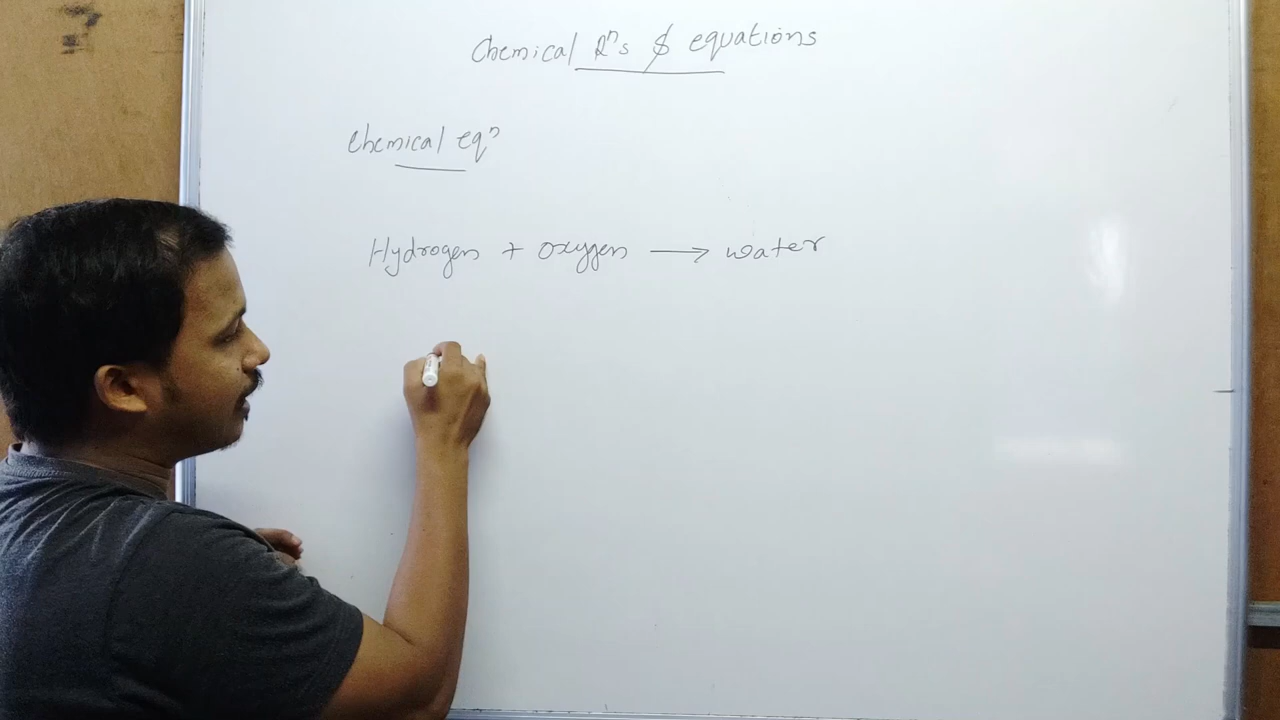 Chemical Rⁿs & equations
Chemical eqⁿ
Hydrogen + oxygen → water